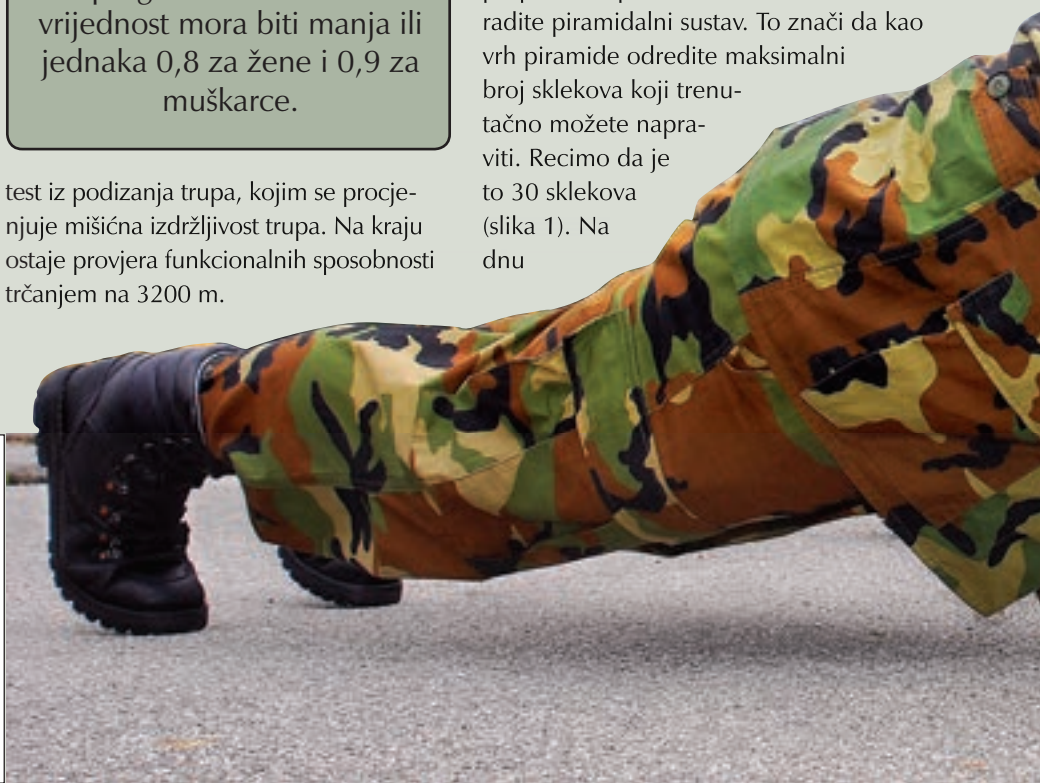 vrijednost mora biti manja ili
jednaka 0,8 za žene i 0,9 za
muškarce.
test iz podizanja trupa, kojim se procje-
njuje mišićna izdržljivost trupa. Na kraju
ostaje provjera funkcionalnih sposobnosti
trčanjem na 3200 m.
radite piramidalni sustav. To znači da kao
vrh piramide odredite maksimalni
broj sklekova koji trenu-
tačno možete napra-
viti. Recimo da je
to 30 sklekova
(slika 1). Na
dnu